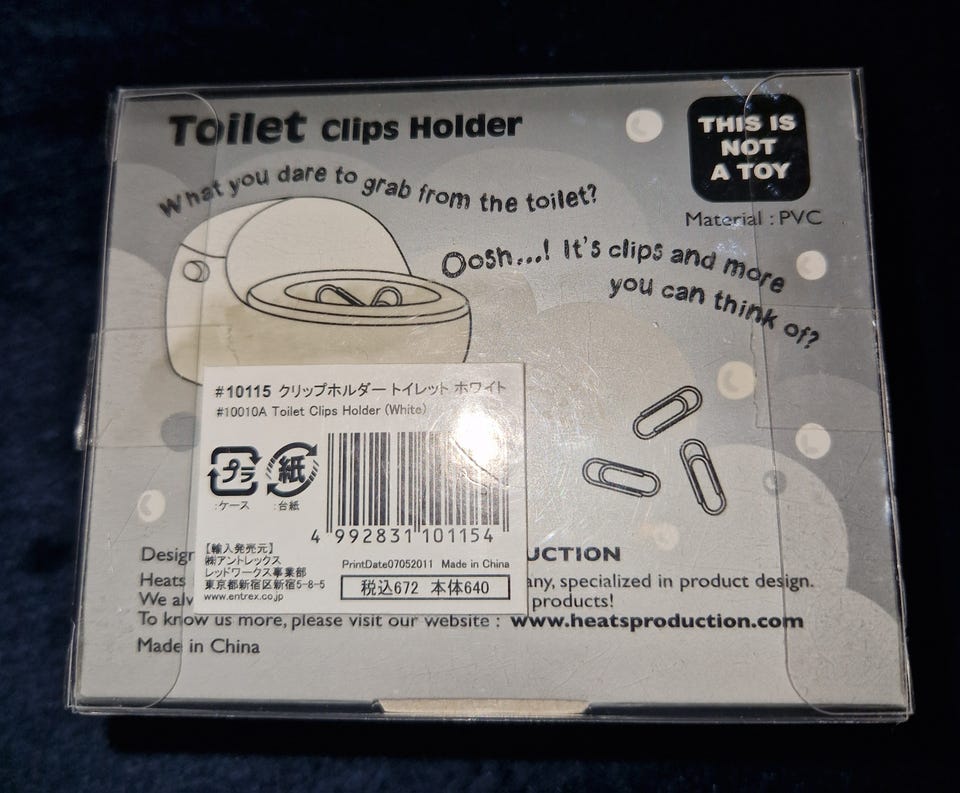 Toilet Clips Holder
THIS IS
NOT
A TOY
Material : PVC
What you dare to grab from the toilet?
Oosh...! It's clips and more
you can think of?
#10115 クリップホルダー トイレット ホワイト
#10010A Toilet Clips Holder (White)
プラ
紙
:ケース :台紙
4 992831 101154
【輸入発売元】
㈱アントレックス
レッドワークス事業部
東京都新宿区新宿5-8-5
www.entrex.co.jp
PrintDate07052011 Made in China
税込672 本体640
Design UCTION
Heats any, specialized in product design.
We alw products!
To know us more, please visit our website : www.heatsproduction.com
Made in China